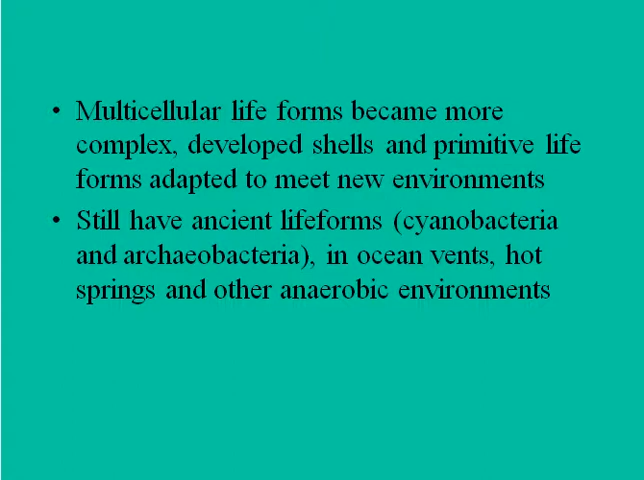 • Multicellular life forms became more
complex, developed shells and primitive life
forms adapted to meet new environments
• Still have ancient lifeforms (cyanobacteria
and archaeobacteria), in ocean vents, hot
springs and other anaerobic environments